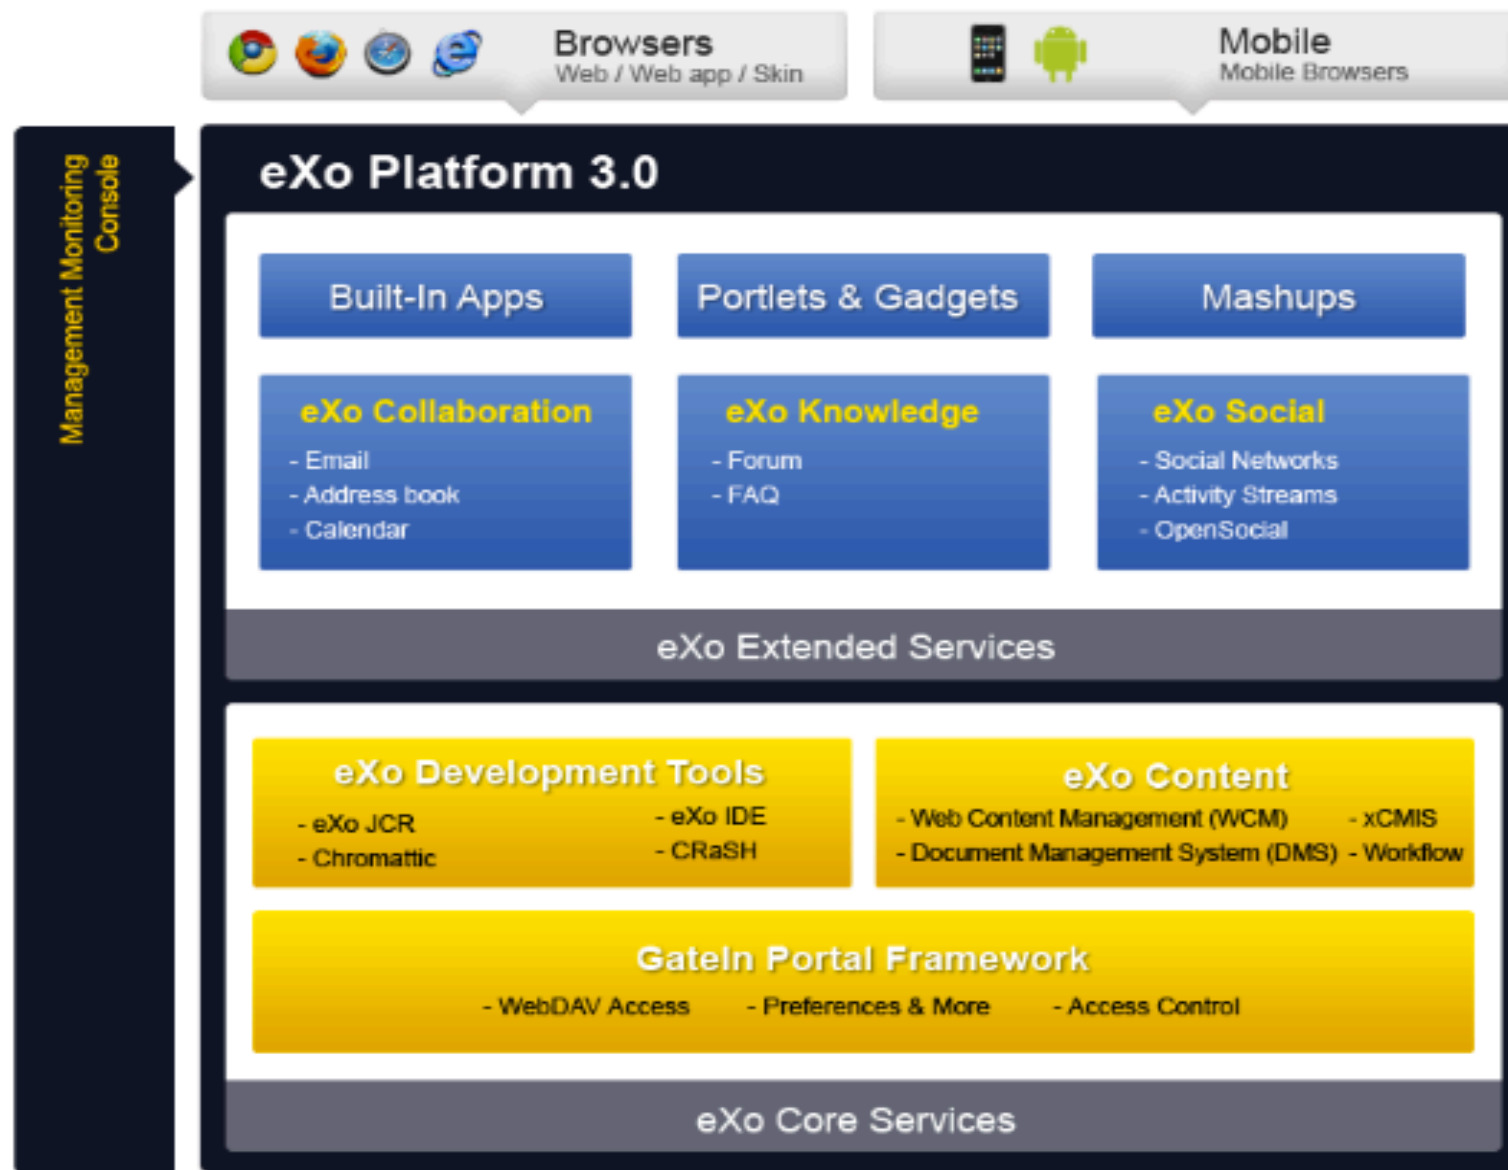 Browsers
Web / Web app / Skin
Mobile
Mobile Browsers
Management Monitoring
Console
eXo Platform 3.0
Built-In Apps
Portlets & Gadgets
Mashups
eXo Collaboration
- Email
- Address book
- Calendar
eXo Knowledge
- Forum
- FAQ
eXo Social
- Social Networks
- Activity Streams
- OpenSocial
eXo Extended Services
eXo Development Tools
- eXo JCR
- Chromattic
- eXo IDE
- CRaSH
eXo Content
- Web Content Management (WCM)
- Document Management System (DMS)
- xCMIS
- Workflow
GateIn Portal Framework
- WebDAV Access - Preferences & More - Access Control
eXo Core Services